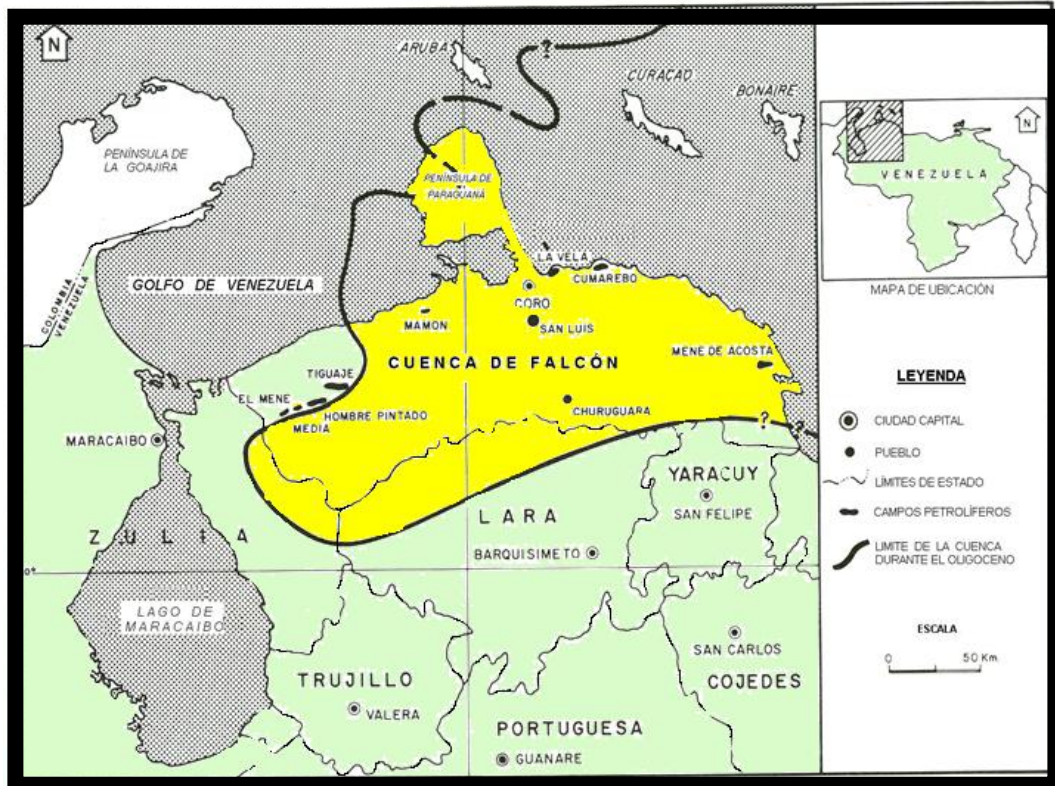 N
ARUBA
?
CURAÇAO
BONAIRE
PENÍNSULA DE
LA GOAJIRA
PENÍNSULA DE
PARAGUANÁ
COLOMBIA
VENEZUELA
GOLFO DE VENEZUELA
LA VELA
CUMAREBO
CORO
SAN LUIS
MAMON
CUENCA DE FALCÓN
MENE DE ACOSTA
TIGUAJE
EL MENE
HOMBRE PINTADO
MEDIA
CHURUGUARA
MARACAIBO
?
?
YARACUY
SAN FELIPE
ZULIA
LARA
BARQUISIMETO
0°
LAGO DE
MARACAIBO
SAN CARLOS
COJEDES
TRUJILLO
VALERA
PORTUGUESA
GUANARE
N
VENEZUELA
MAPA DE UBICACIÓN
LEYENDA
CIUDAD CAPITAL
PUEBLO
LÍMITES DE ESTADO
CAMPOS PETROLÍFEROS
LIMITE DE LA CUENCA
DURANTE EL OLIGOCENO
ESCALA
0 50 Km.